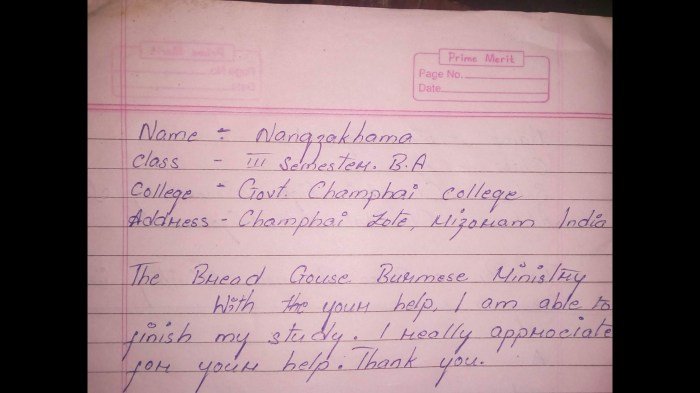 Prime Merit
Page No.
Date
Name - Nangzakhama
Class - III Semester. B.A
College - Govt. Champhai college
Address - Champhai Zote, Mizoram India
The Bread Gouse Burmese Ministry
With the your help, I am able to
finish my study. I really approciate
for your help. Thank you.